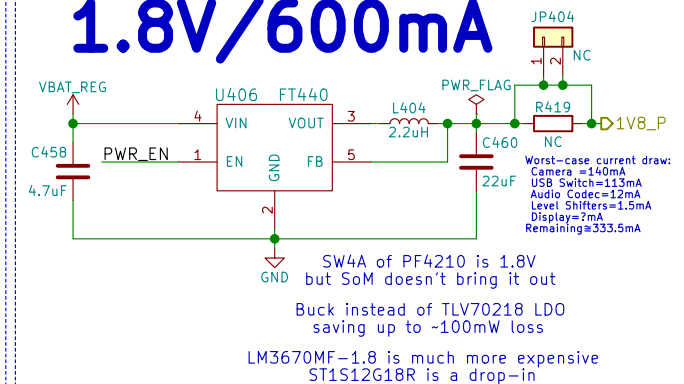 1.8V/600mA
JP404
1
2
NC
VBAT_REG
PWR_FLAG
U406
FT440
R419
4
VIN
VOUT
3
L404
2.2uH
NC
1V8_P
C458
4.7uF
PWR_EN
1
EN
GND
FB
5
C460
22uF
2
GND
Worst-case current draw:
Camera =140mA
USB Switch=113mA
Audio Codec=12mA
Level Shifters=1.5mA
Display=?mA
Remaining≅333.5mA
SW4A of PF4210 is 1.8V
but SoM doesn't bring it out
Buck instead of TLV70218 LDO
saving up to ~100mW loss
LM3670MF-1.8 is much more expensive
ST1S12G18R is a drop-in